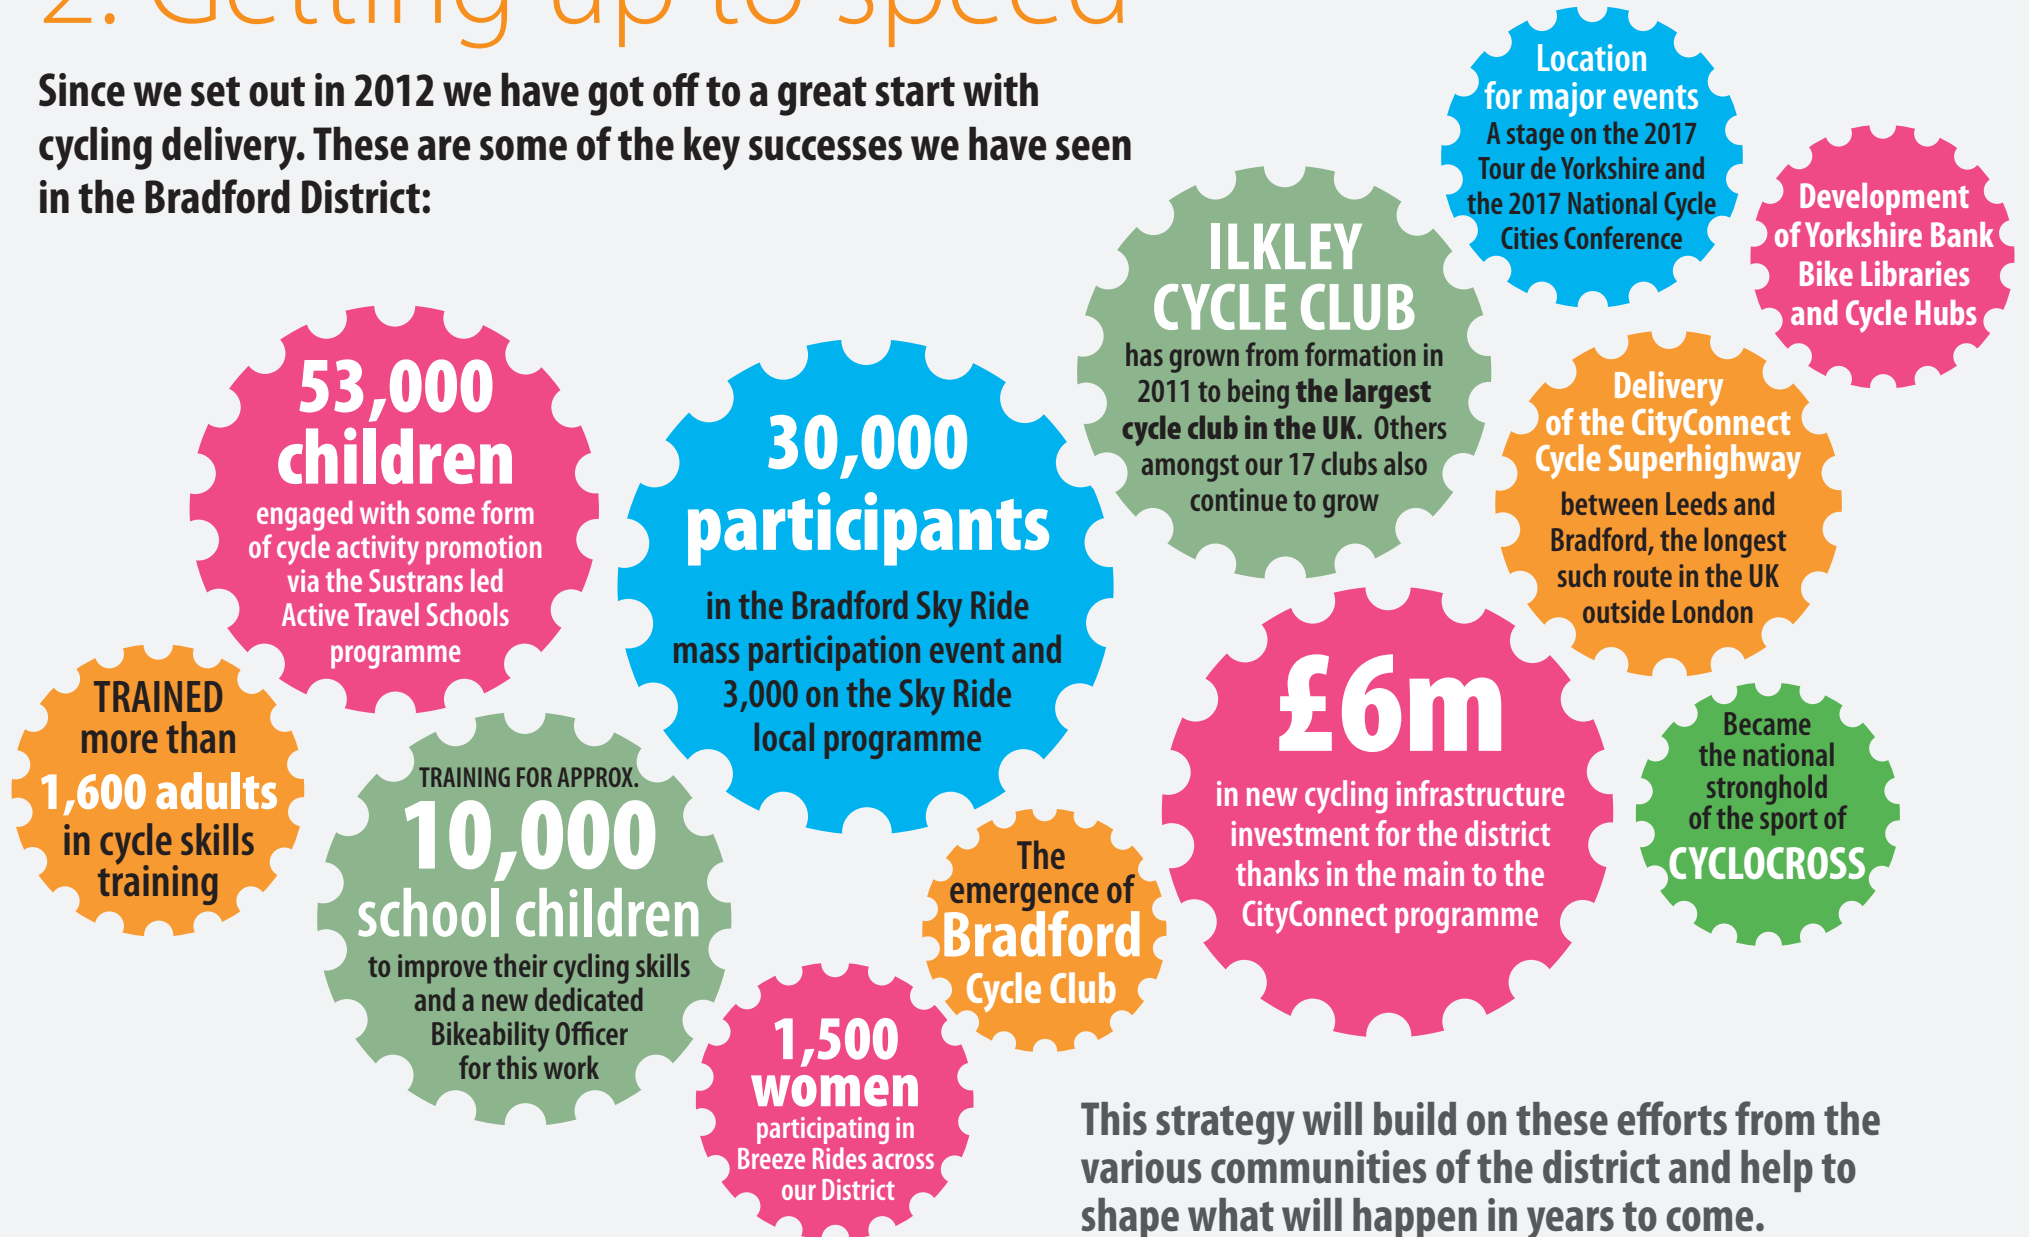 2. Getting up to speed
Since we set out in 2012 we have got off to a great start with
cycling delivery. These are some of the key successes we have seen
in the Bradford District:
Location
for major events
A stage on the 2017
Tour de Yorkshire and
the 2017 National Cycle
Cities Conference
Development
of Yorkshire Bank
Bike Libraries
and Cycle Hubs
ILKLEY
CYCLE CLUB
has grown from formation in
2011 to being the largest
cycle club in the UK. Others
amongst our 17 clubs also
continue to grow
53,000
children
engaged with some form
of cycle activity promotion
via the Sustrans led
Active Travel Schools
programme
30,000
participants
in the Bradford Sky Ride
mass participation event and
3,000 on the Sky Ride
local programme
Delivery
of the CityConnect
Cycle Superhighway
between Leeds and
Bradford, the longest
such route in the UK
outside London
TRAINED
more than
1,600 adults
in cycle skills
training
TRAINING FOR APPROX.
10,000
school children
to improve their cycling skills
and a new dedicated
Bikeability Officer
for this work
£6m
in new cycling infrastructure
investment for the district
thanks in the main to the
CityConnect programme
Became
the national
stronghold
of the sport of
CYCLOCROSS
The
emergence of
Bradford
Cycle Club
1,500
women
participating in
Breeze Rides across
our District
This strategy will build on these efforts from the
various communities of the district and help to
shape what will happen in years to come.